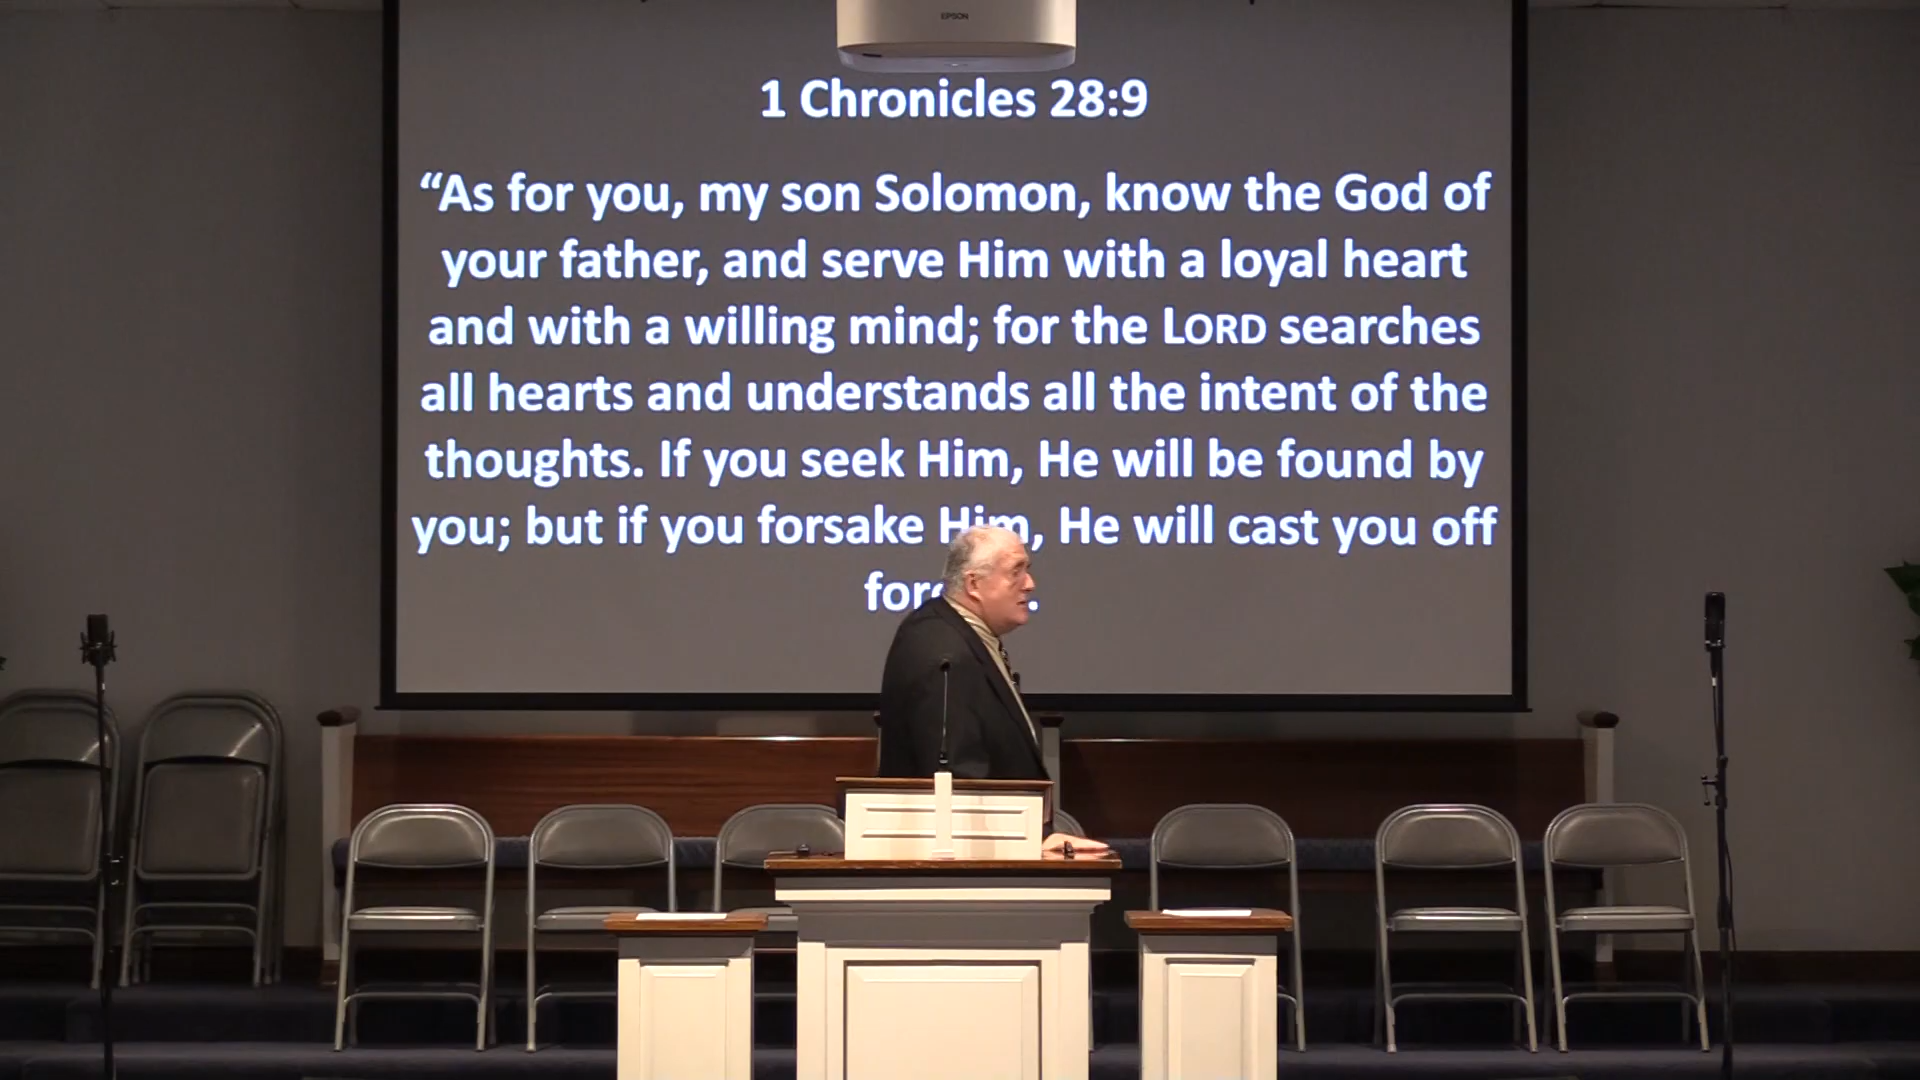 EPSON
1 Chronicles 28:9
“As for you, my son Solomon, know the God of
your father, and serve Him with a loyal heart
and with a willing mind; for the LORD searches
all hearts and understands all the intent of the
thoughts. If you seek Him, He will be found by
you; but if you forsake Him, He will cast you off